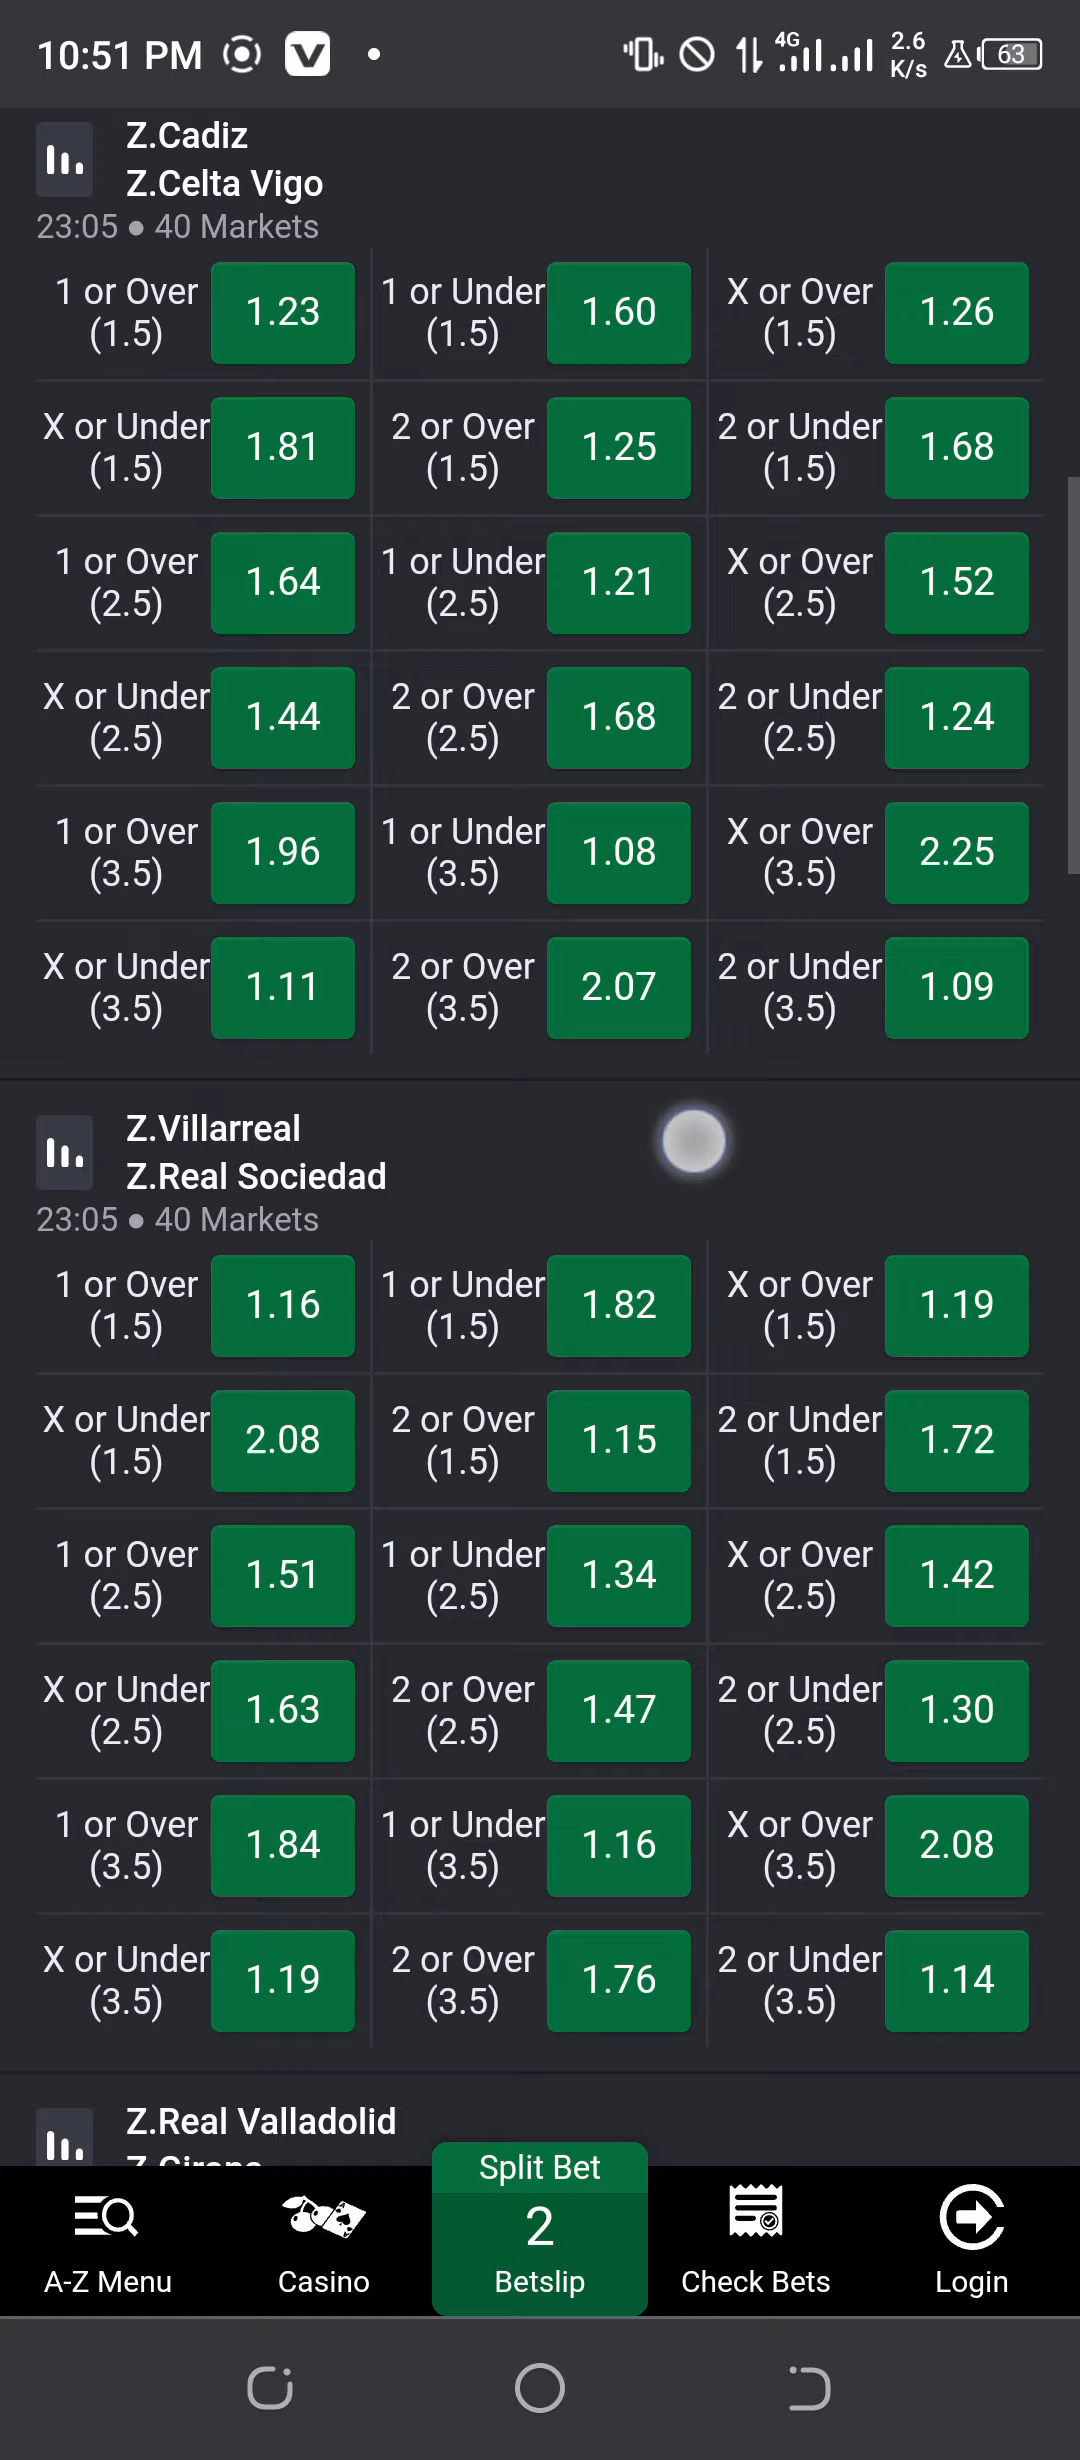 10:51 PM
4G
2.6
K/s
63
Z.Cadiz
Z.Celta Vigo
23:05 ● 40 Markets
1 or Over (1.5) 1.23 1 or Under (1.5) 1.60 X or Over (1.5) 1.26
X or Under (1.5) 1.81 2 or Over (1.5) 1.25 2 or Under (1.5) 1.68
1 or Over (2.5) 1.64 1 or Under (2.5) 1.21 X or Over (2.5) 1.52
X or Under (2.5) 1.44 2 or Over (2.5) 1.68 2 or Under (2.5) 1.24
1 or Over (3.5) 1.96 1 or Under (3.5) 1.08 X or Over (3.5) 2.25
X or Under (3.5) 1.11 2 or Over (3.5) 2.07 2 or Under (3.5) 1.09
Z.Villarreal
Z.Real Sociedad
23:05 ● 40 Markets
1 or Over (1.5) 1.16 1 or Under (1.5) 1.82 X or Over (1.5) 1.19
X or Under (1.5) 2.08 2 or Over (1.5) 1.15 2 or Under (1.5) 1.72
1 or Over (2.5) 1.51 1 or Under (2.5) 1.34 X or Over (2.5) 1.42
X or Under (2.5) 1.63 2 or Over (2.5) 1.47 2 or Under (2.5) 1.30
1 or Over (3.5) 1.84 1 or Under (3.5) 1.16 X or Over (3.5) 2.08
X or Under (3.5) 1.19 2 or Over (3.5) 1.76 2 or Under (3.5) 1.14
Z.Real Valladolid
Split Bet
2
A-Z Menu Casino Betslip Check Bets Login